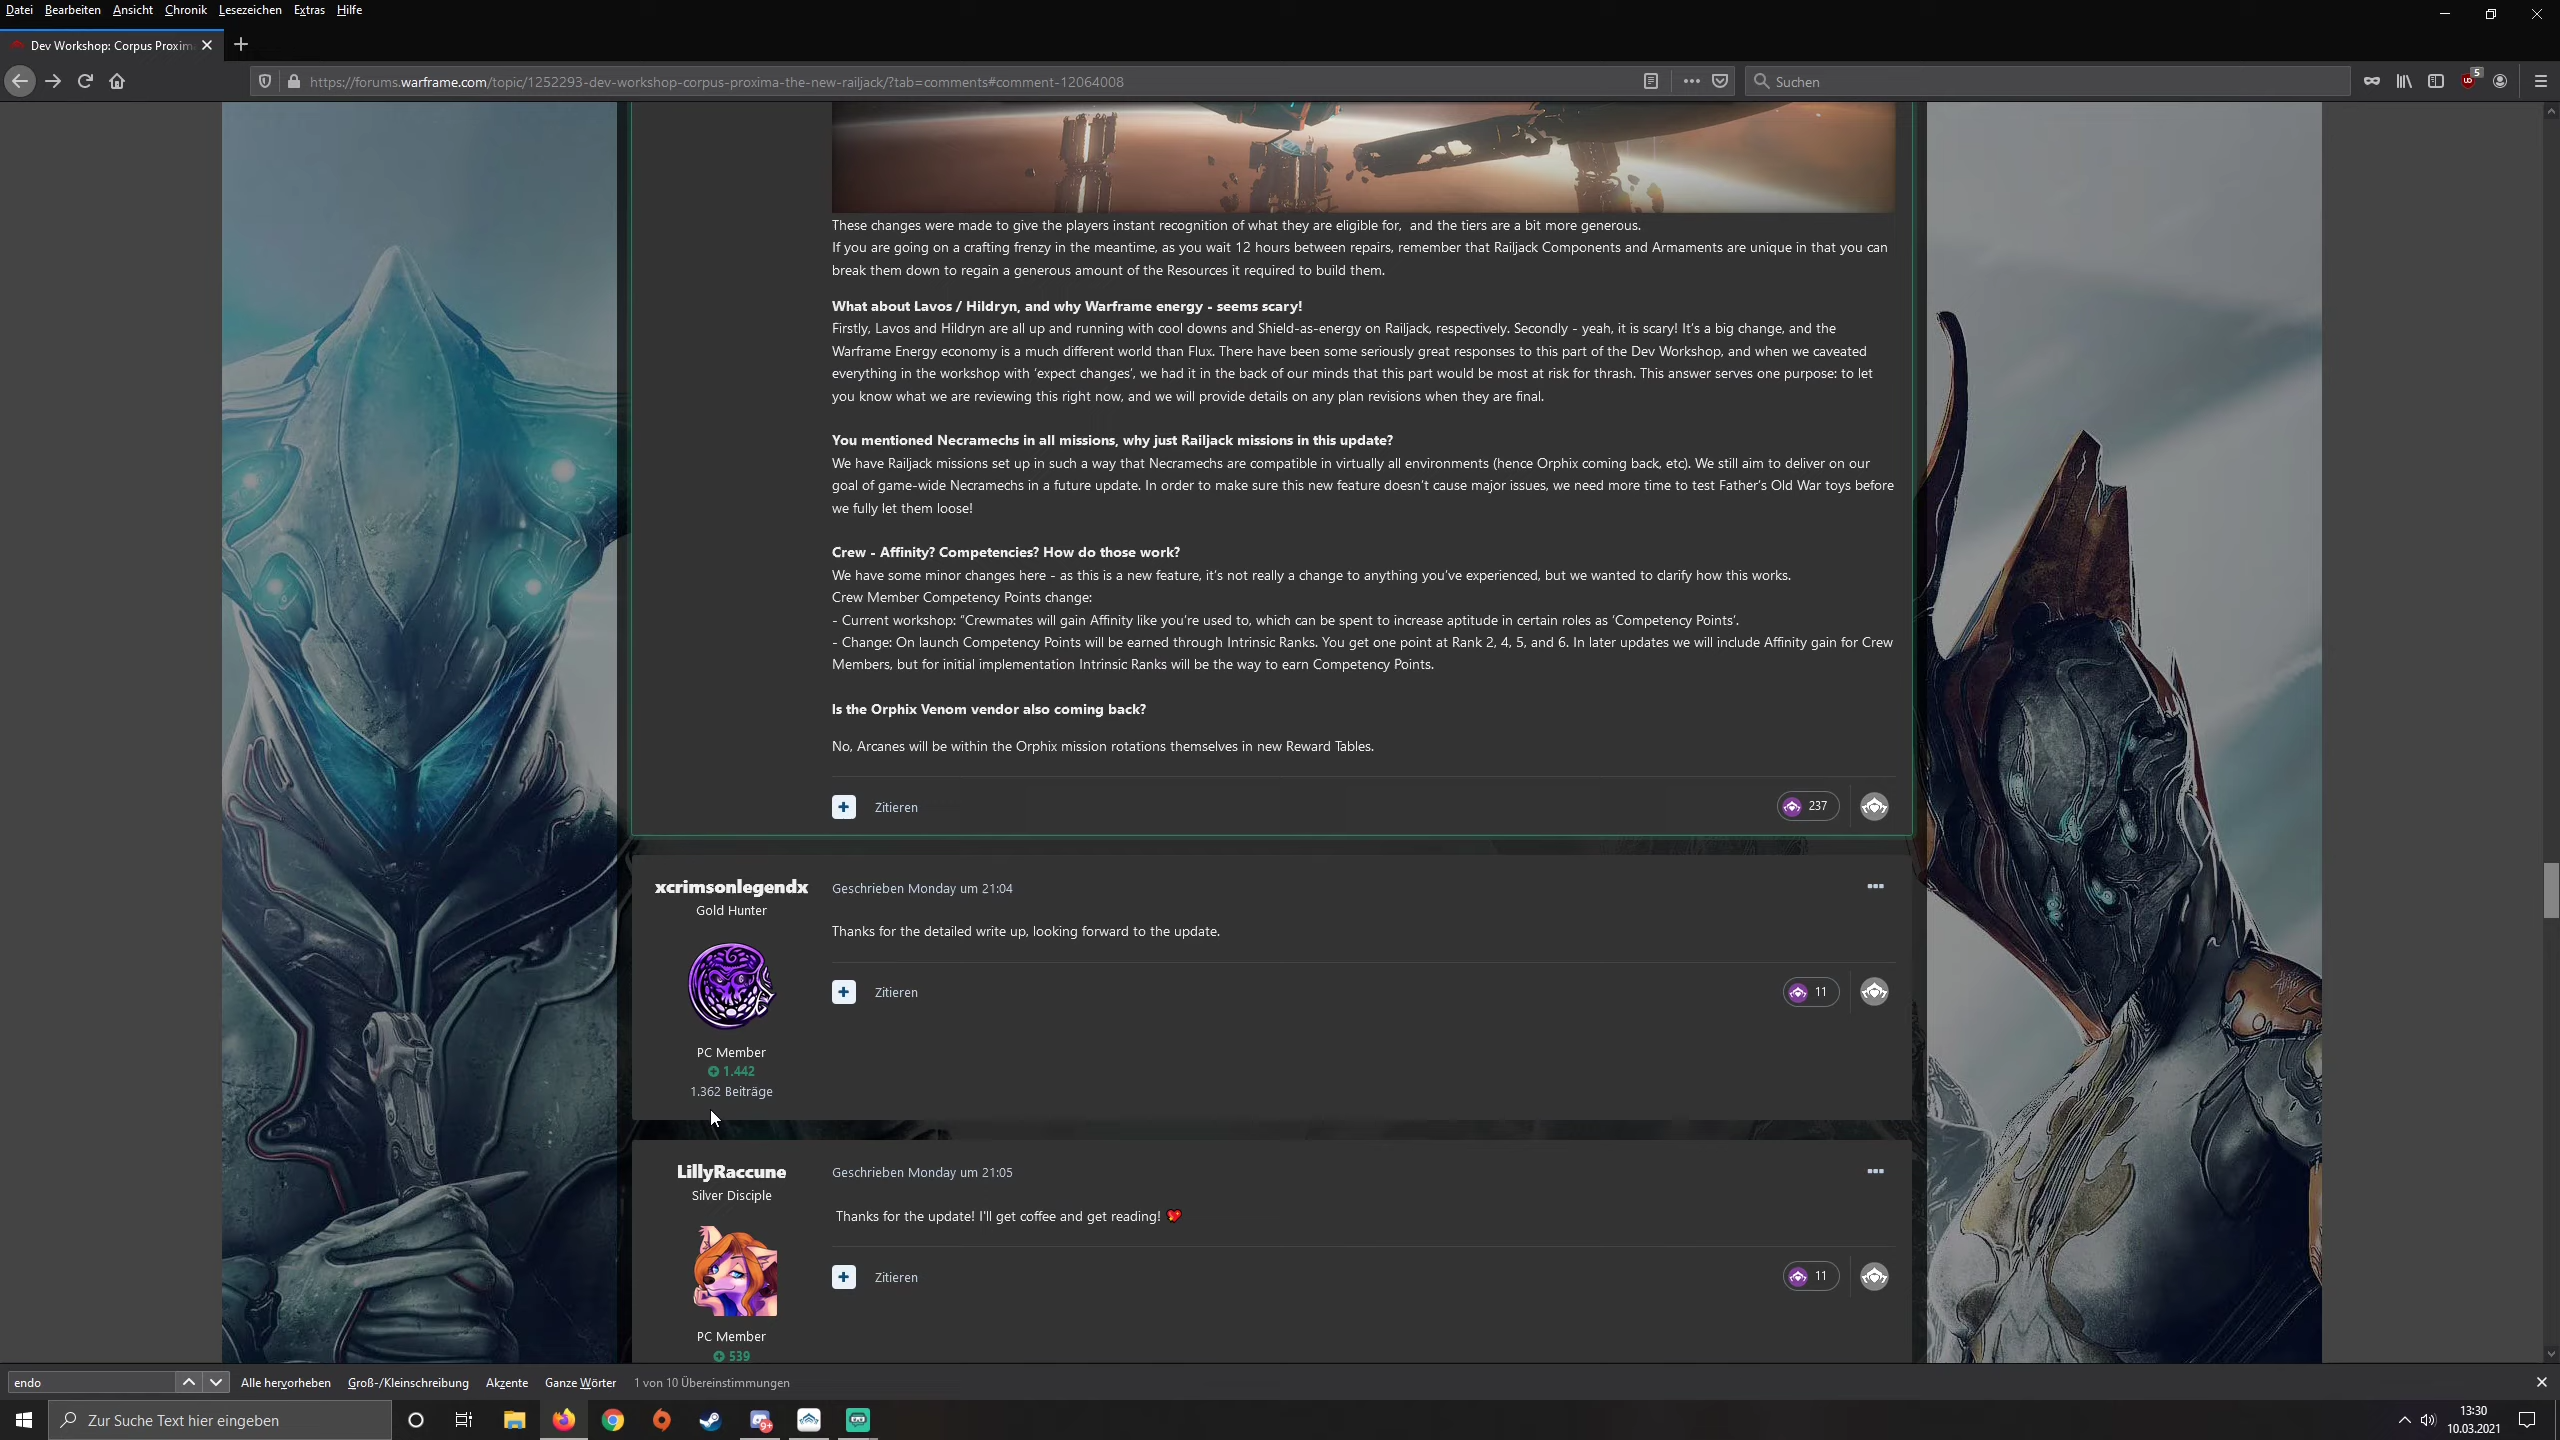 Datei Bearbeiten Ansicht Chronik Lesezeichen Extras Hilfe
Dev Workshop: Corpus Proxim
https://forums.warframe.com/topic/1252293-dev-workshop-corpus-proxima-the-new-railjack/?tab=comments#comment-12064008
Suchen
5
These changes were made to give the players instant recognition of what they are eligible for, and the tiers are a bit more generous.
If you are going on a crafting frenzy in the meantime, as you wait 12 hours between repairs, remember that Railjack Components and Armaments are unique in that you can
break them down to regain a generous amount of the Resources it required to build them.
What about Lavos / Hildryn, and why Warframe energy - seems scary!
Firstly, Lavos and Hildryn are all up and running with cool downs and Shield-as-energy on Railjack, respectively. Secondly - yeah, it is scary! It's a big change, and the
Warframe Energy economy is a much different world than Flux. There have been some seriously great responses to this part of the Dev Workshop, and when we caveated
everything in the workshop with 'expect changes', we had it in the back of our minds that this part would be most at risk for thrash. This answer serves one purpose: to let
you know what we are reviewing this right now, and we will provide details on any plan revisions when they are final.
You mentioned Necramechs in all missions, why just Railjack missions in this update?
We have Railjack missions set up in such a way that Necramechs are compatible in virtually all environments (hence Orphix coming back, etc). We still aim to deliver on our
goal of game-wide Necramechs in a future update. In order to make sure this new feature doesn't cause major issues, we need more time to test Father's Old War toys before
we fully let them loose!
Crew - Affinity? Competencies? How do those work?
We have some minor changes here - as this is a new feature, it's not really a change to anything you've experienced, but we wanted to clarify how this works.
Crew Member Competency Points change:
- Current workshop: "Crewmates will gain Affinity like you're used to, which can be spent to increase aptitude in certain roles as 'Competency Points'.
- Change: On launch Competency Points will be earned through Intrinsic Ranks. You get one point at Rank 2, 4, 5, and 6. In later updates we will include Affinity gain for Crew
Members, but for initial implementation Intrinsic Ranks will be the way to earn Competency Points.
Is the Orphix Venom vendor also coming back?
No, Arcanes will be within the Orphix mission rotations themselves in new Reward Tables.
Zitieren
237
xcrimsonlegendx
Geschrieben Monday um 21:04
Gold Hunter
Thanks for the detailed write up, looking forward to the update.
Zitieren
11
PC Member
1.442
1.362 Beiträge
LillyRaccune
Geschrieben Monday um 21:05
Silver Disciple
Thanks for the update! I'll get coffee and get reading!
Zitieren
11
PC Member
539
endo
Alle hervorheben Groß-/Kleinschreibung Akzente Ganze Wörter 1 von 10 Übereinstimmungen
Zur Suche Text hier eingeben
9+
13:30
10.03.2021